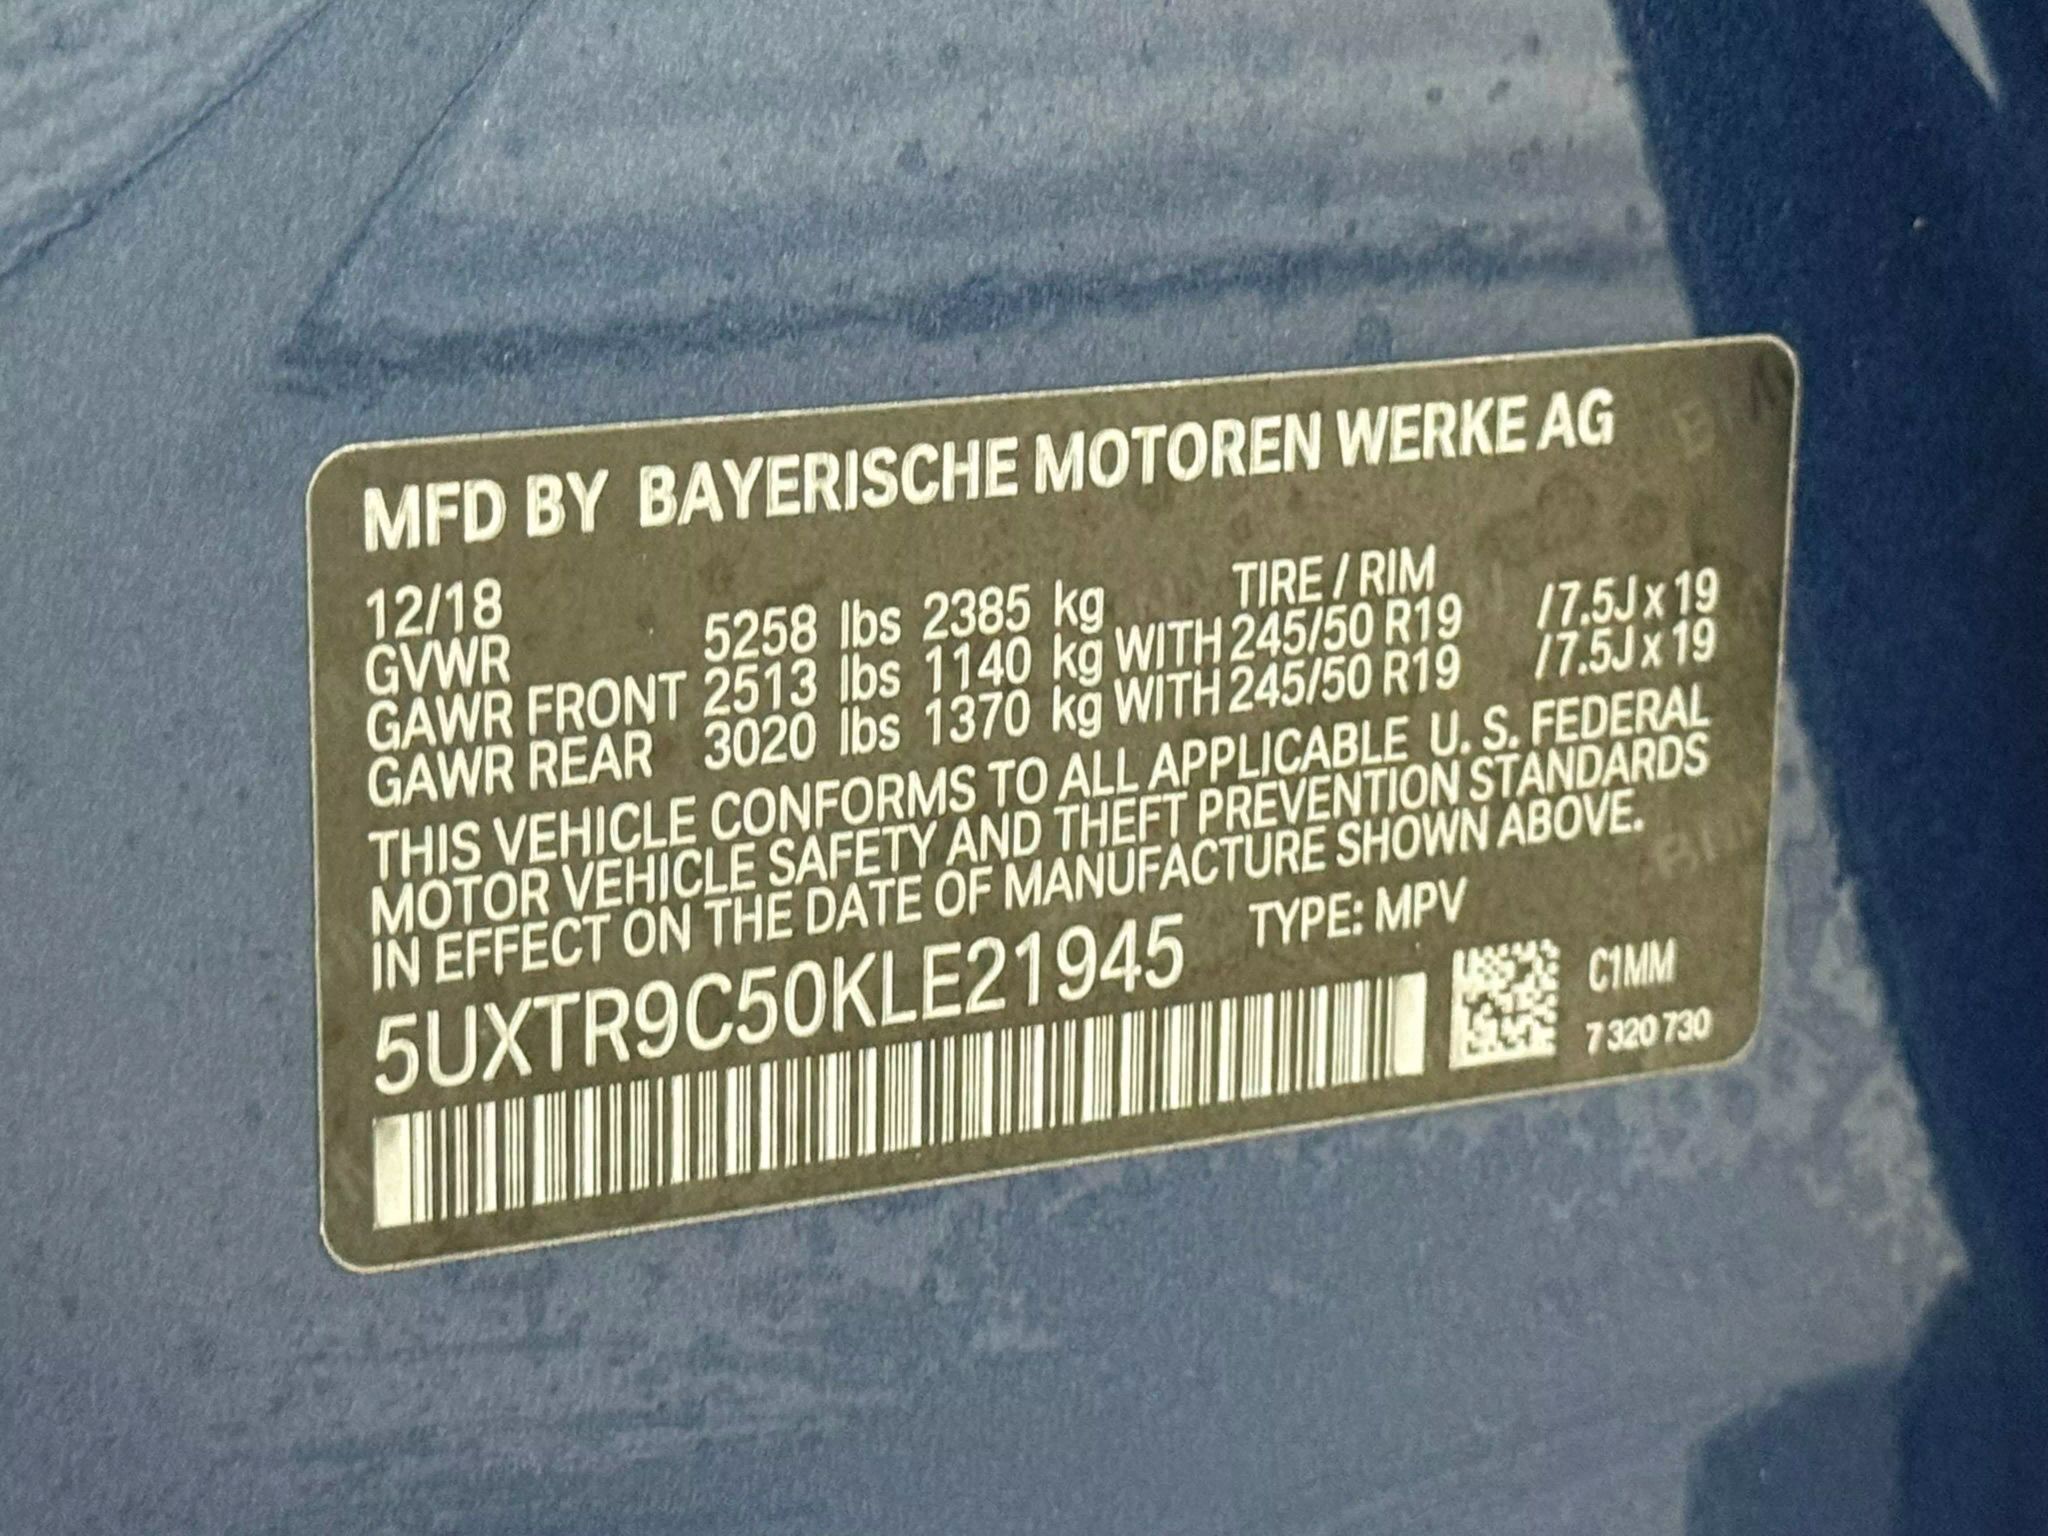 MFD BY BAYERISCHE MOTOREN WERKE AG
12/18 TIRE / RIM
GVWR 5258 lbs 2385 kg
GAWR FRONT 2513 lbs 1140 kg WITH 245/50 R19 /7.5J x 19
GAWR REAR 3020 lbs 1370 kg WITH 245/50 R19 /7.5J x 19
THIS VEHICLE CONFORMS TO ALL APPLICABLE U. S. FEDERAL
MOTOR VEHICLE SAFETY AND THEFT PREVENTION STANDARDS
IN EFFECT ON THE DATE OF MANUFACTURE SHOWN ABOVE.
5UXTR9C50KLE21945 TYPE: MPV
C1MM
7 320 730